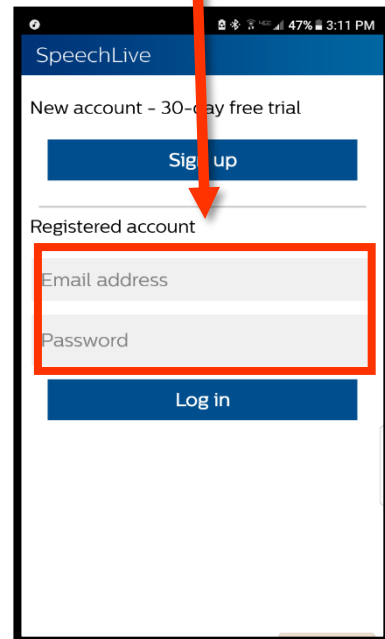 47% 3:11 PM
SpeechLive
New account - 30-day free trial
Sign up
Registered account
Email address
Password
Log in